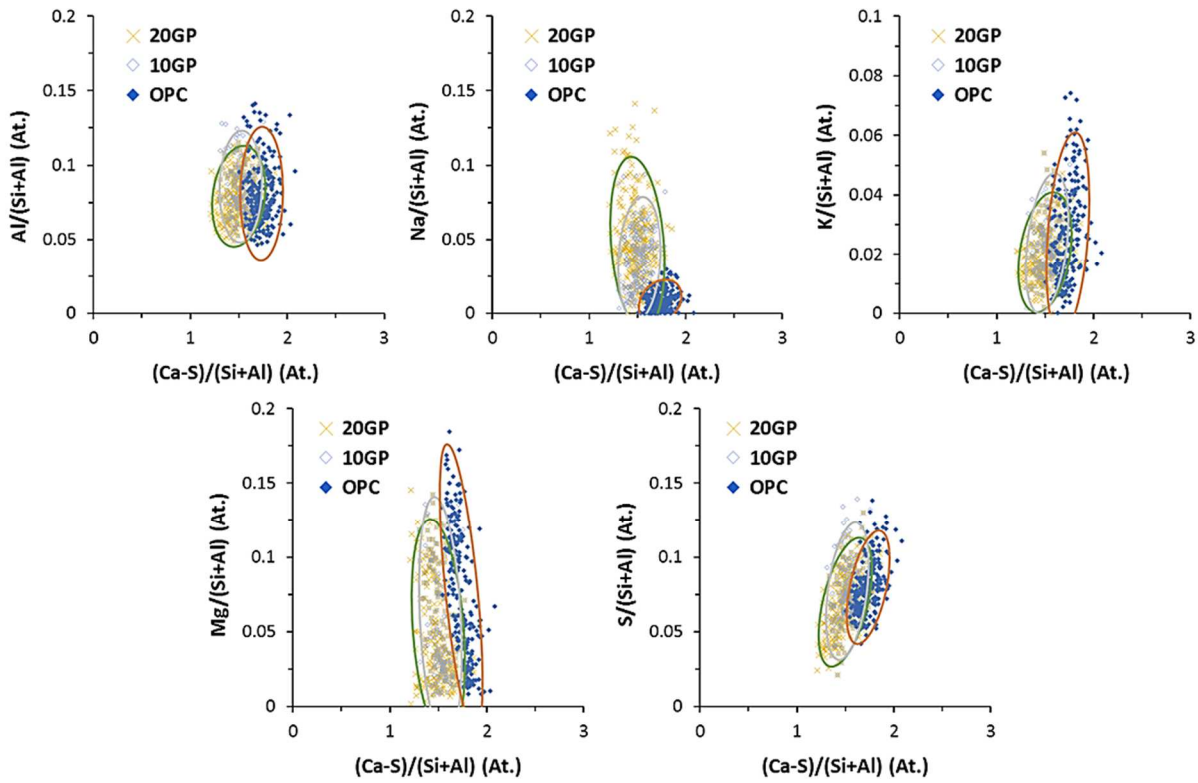 0.2
0.15
0.1
0.05
0
Al/(Si+Al) (At.)
20GP
10GP
OPC
0 1 2 3
(Ca-S)/(Si+Al) (At.)
0.2
0.15
0.1
0.05
0
Na/(Si+Al) (At.)
20GP
10GP
OPC
0 1 2 3
(Ca-S)/(Si+Al) (At.)
0.1
0.08
0.06
0.04
0.02
0
K/(Si+Al) (At.)
20GP
10GP
OPC
0 1 2 3
(Ca-S)/(Si+Al) (At.)
0.2
0.15
0.1
0.05
0
Mg/(Si+Al) (At.)
20GP
10GP
OPC
0 1 2 3
(Ca-S)/(Si+Al) (At.)
0.2
0.15
0.1
0.05
0
S/(Si+Al) (At.)
20GP
10GP
OPC
0 1 2 3
(Ca-S)/(Si+Al) (At.)